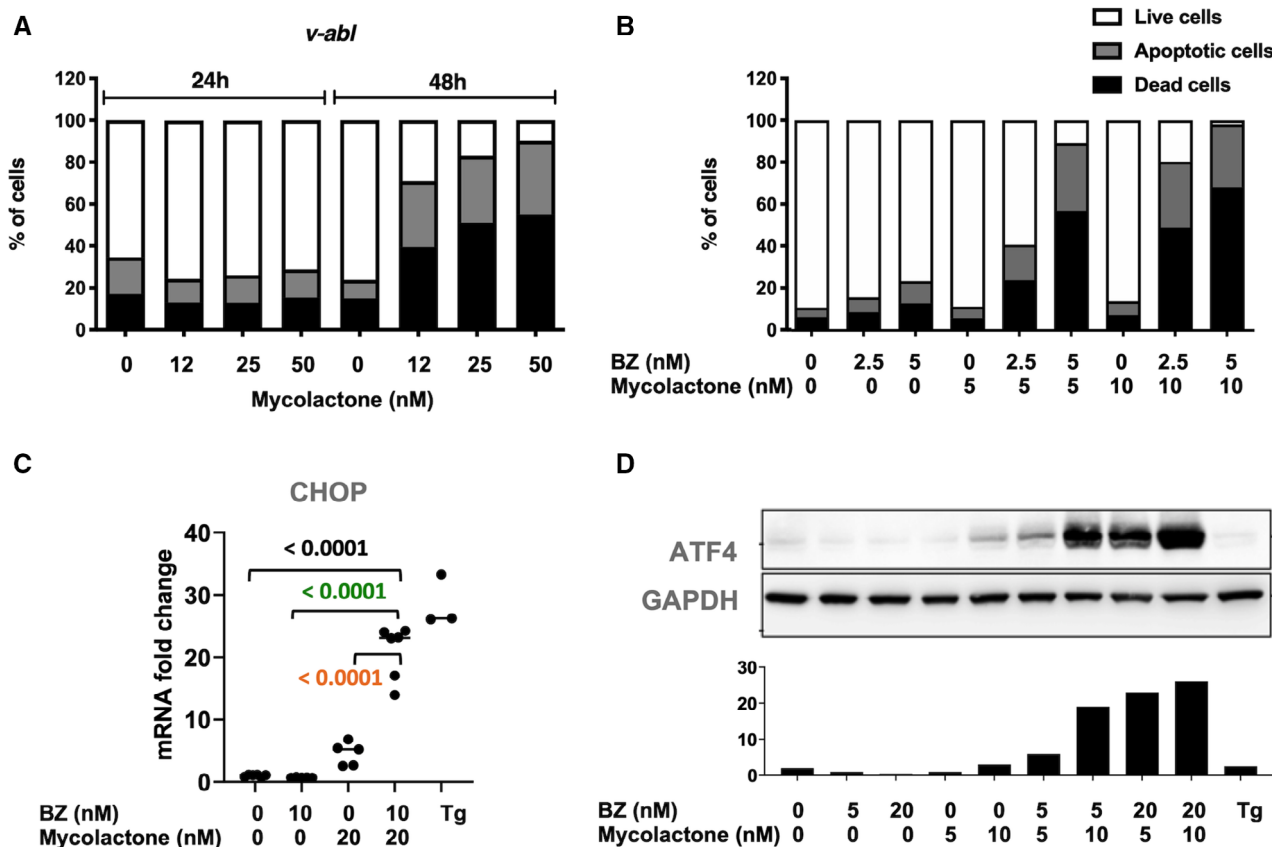 A
v-abl
24h
48h
120
100
80
60
40
20
0
% of cells
0 12 25 50 0 12 25 50
Mycolactone (nM)
B
Live cells
Apoptotic cells
Dead cells
120
100
80
60
40
20
0
% of cells
BZ (nM) 0 2.5 5 0 2.5 5 0 2.5 5
Mycolactone (nM) 0 0 0 5 5 5 10 10 10
C
CHOP
40
30
20
10
0
mRNA fold change
< 0.0001
< 0.0001
< 0.0001
BZ (nM) 0 10 0 10 Tg
Mycolactone (nM) 0 0 20 20
D
ATF4
GAPDH
30
20
10
0
BZ (nM) 0 5 20 0 0 5 5 20 20 Tg
Mycolactone (nM) 0 0 0 5 10 5 10 5 10